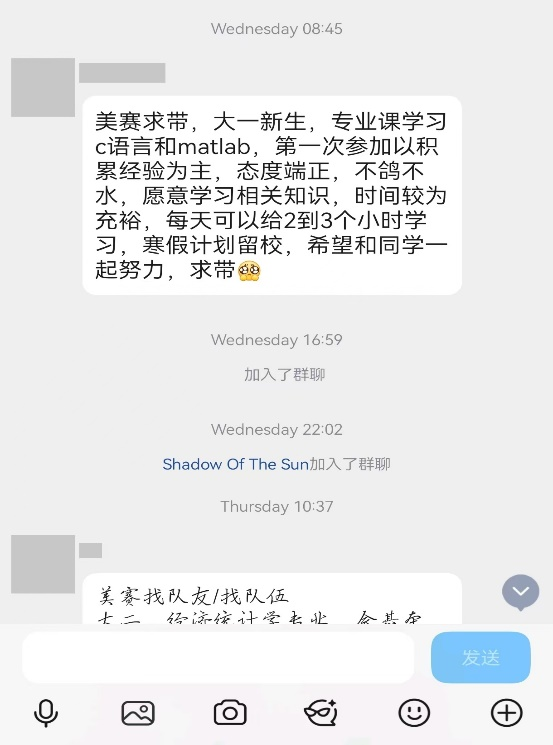 Wednesday 08:45
美赛求带，大一新生，专业课学习
c语言和matlab，第一次参加以积
累经验为主，态度端正，不鸽不
水，愿意学习相关知识，时间较为
充裕，每天可以给2到3个小时学
习，寒假计划留校，希望和同学一
起努力，求带
Wednesday 16:59
加入了群聊
Wednesday 22:02
Shadow Of The Sun加入了群聊
Thursday 10:37
美赛找队友/找队伍
大二，经济统计学专业，会基本
发送